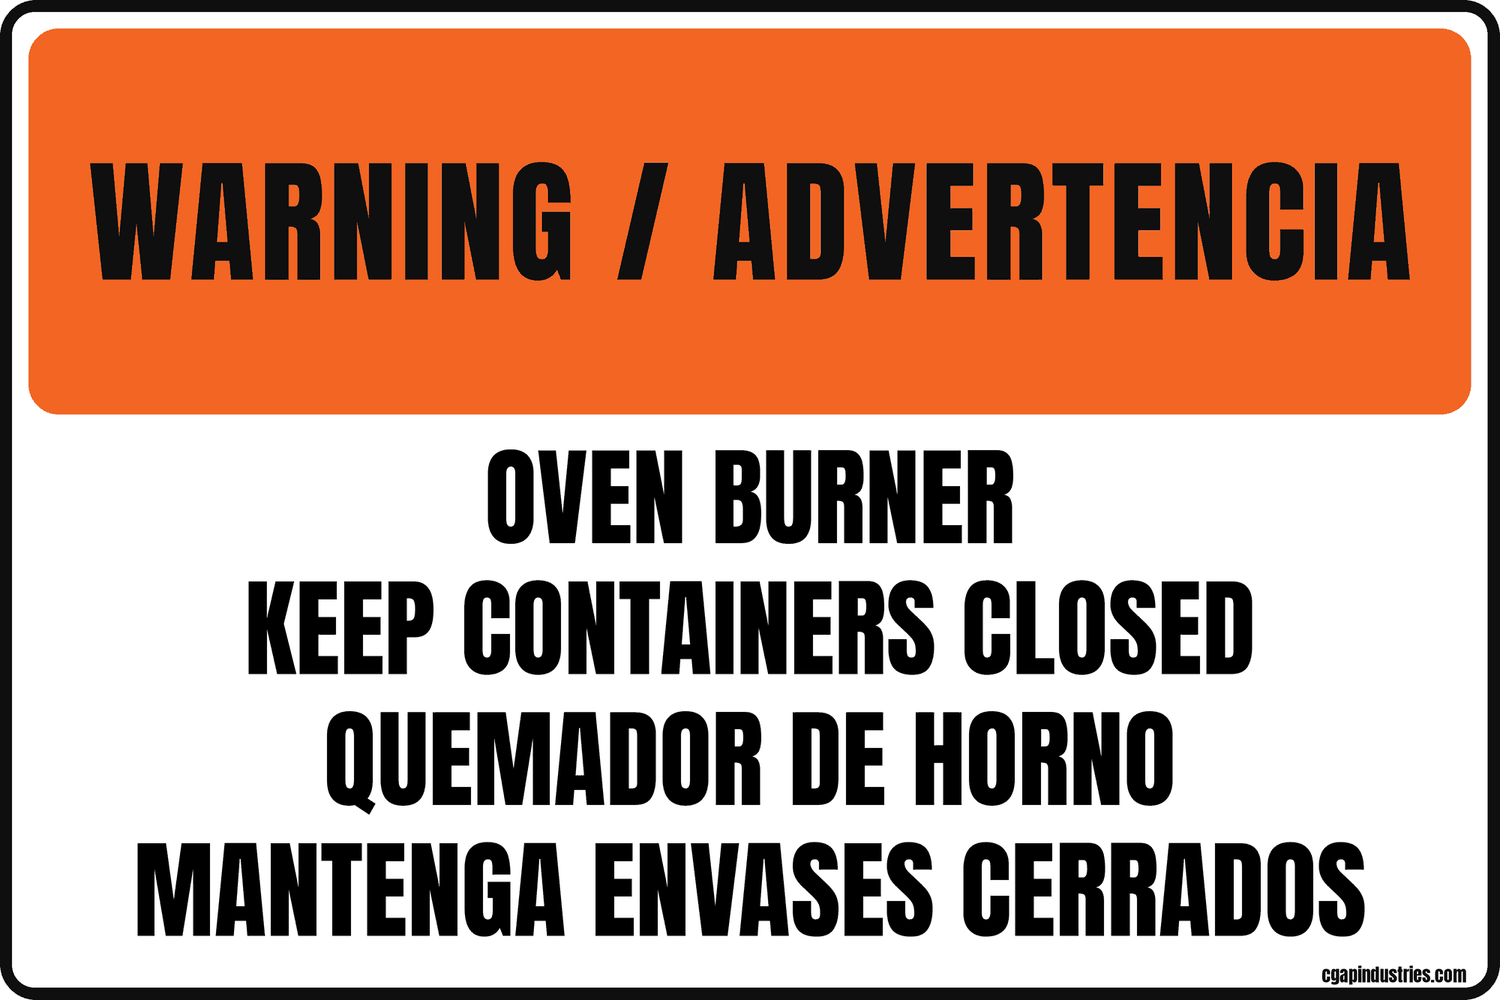 WARNING / ADVERTENCIA
OVEN BURNER
KEEP CONTAINERS CLOSED
QUEMADOR DE HORNO
MANTENGA ENVASES CERRADOS
cgapindustries.com